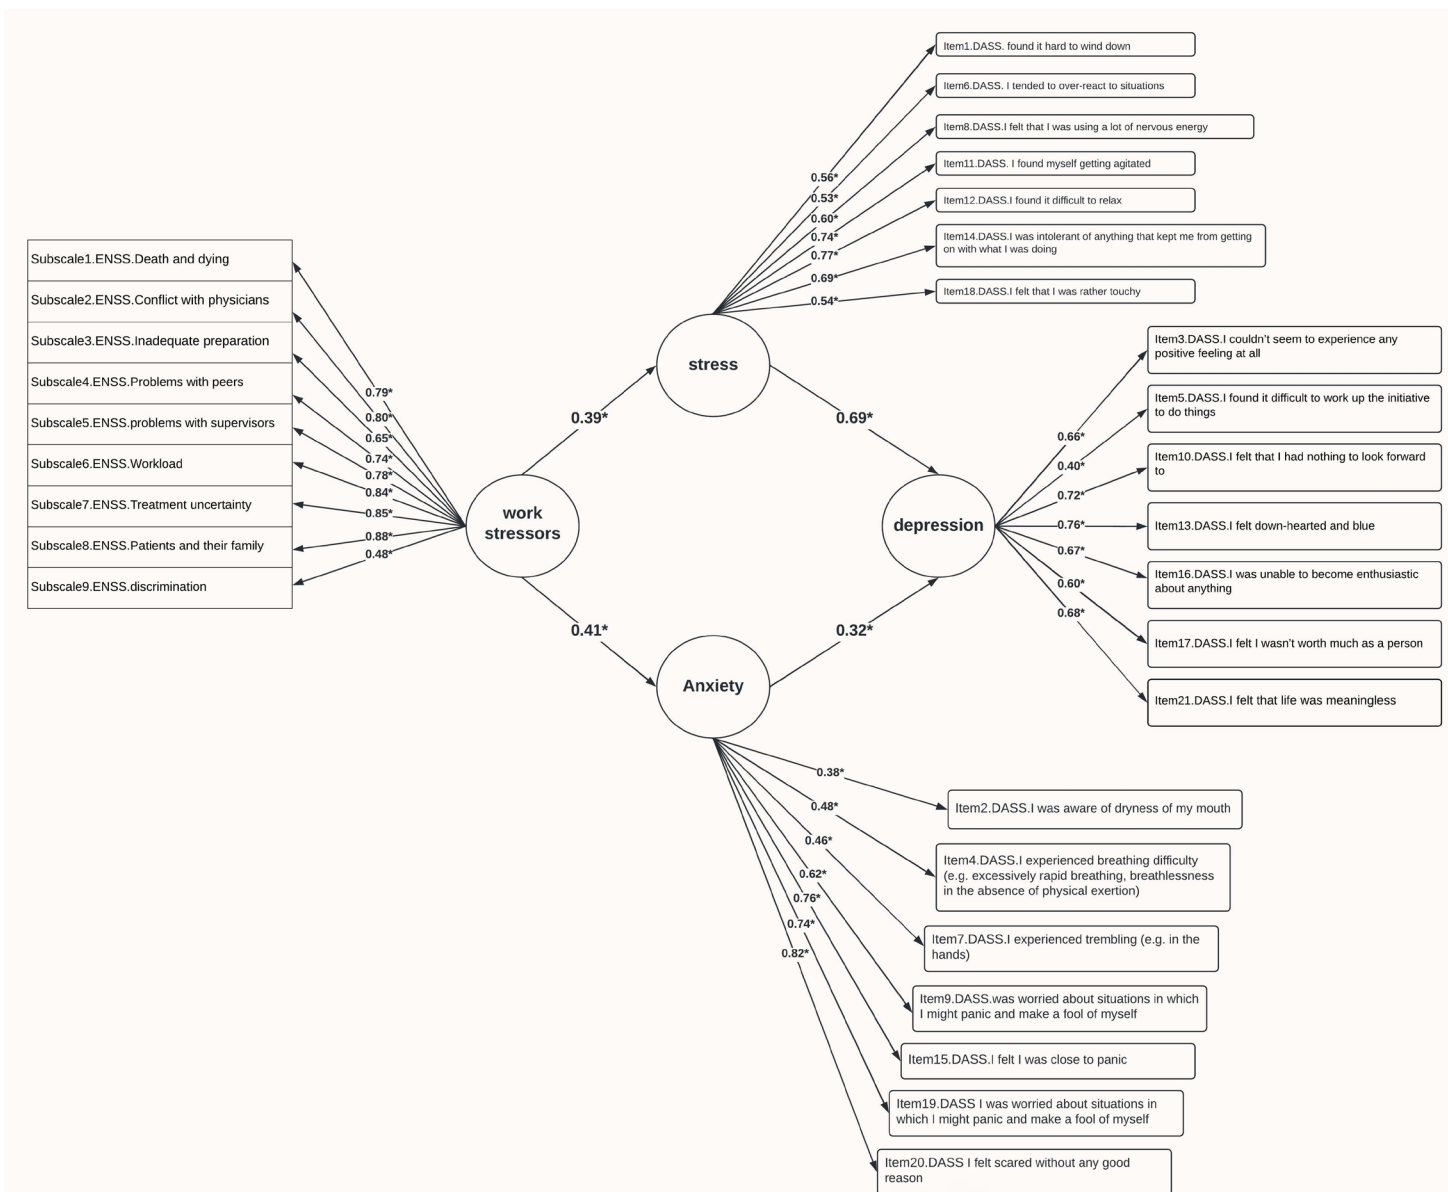 Item1.DASS. found it hard to wind down
Item6.DASS. I tended to over-react to situations
Item8.DASS.I felt that I was using a lot of nervous energy
Item11.DASS. I found myself getting agitated
Item12.DASS.I found it difficult to relax
Item14.DASS.I was intolerant of anything that kept me from getting
on with what I was doing
Item18.DASS.I felt that I was rather touchy
0.56*
0.53*
0.60*
0.74*
0.77*
0.69*
0.54*
Subscale1.ENSS.Death and dying
Subscale2.ENSS.Conflict with physicians
Subscale3.ENSS.Inadequate preparation
Subscale4.ENSS.Problems with peers
Subscale5.ENSS.problems with supervisors
Subscale6.ENSS.Workload
Subscale7.ENSS.Treatment uncertainty
Subscale8.ENSS.Patients and their family
Subscale9.ENSS.discrimination
0.79*
0.80*
0.65*
0.74*
0.78*
0.84*
0.85*
0.88*
0.48*
work
stressors
0.39*
0.41*
stress
Anxiety
0.69*
0.32*
depression
0.66*
0.40*
0.72*
0.76*
0.67*
0.60*
0.68*
Item3.DASS.I couldn't seem to experience any
positive feeling at all
Item5.DASS.I found it difficult to work up the initiative
to do things
Item10.DASS.I felt that I had nothing to look forward
to
Item13.DASS.I felt down-hearted and blue
Item16.DASS.I was unable to become enthusiastic
about anything
Item17.DASS.I felt I wasn't worth much as a person
Item21.DASS.I felt that life was meaningless
0.38*
0.48*
0.46*
0.62*
0.76*
0.74*
0.82*
Item2.DASS.I was aware of dryness of my mouth
Item4.DASS.I experienced breathing difficulty
(e.g. excessively rapid breathing, breathlessness
in the absence of physical exertion)
Item7.DASS.I experienced trembling (e.g. in the
hands)
Item9.DASS.was worried about situations in which
I might panic and make a fool of myself
Item15.DASS.I felt I was close to panic
Item19.DASS I was worried about situations in
which I might panic and make a fool of myself
Item20.DASS I felt scared without any good
reason